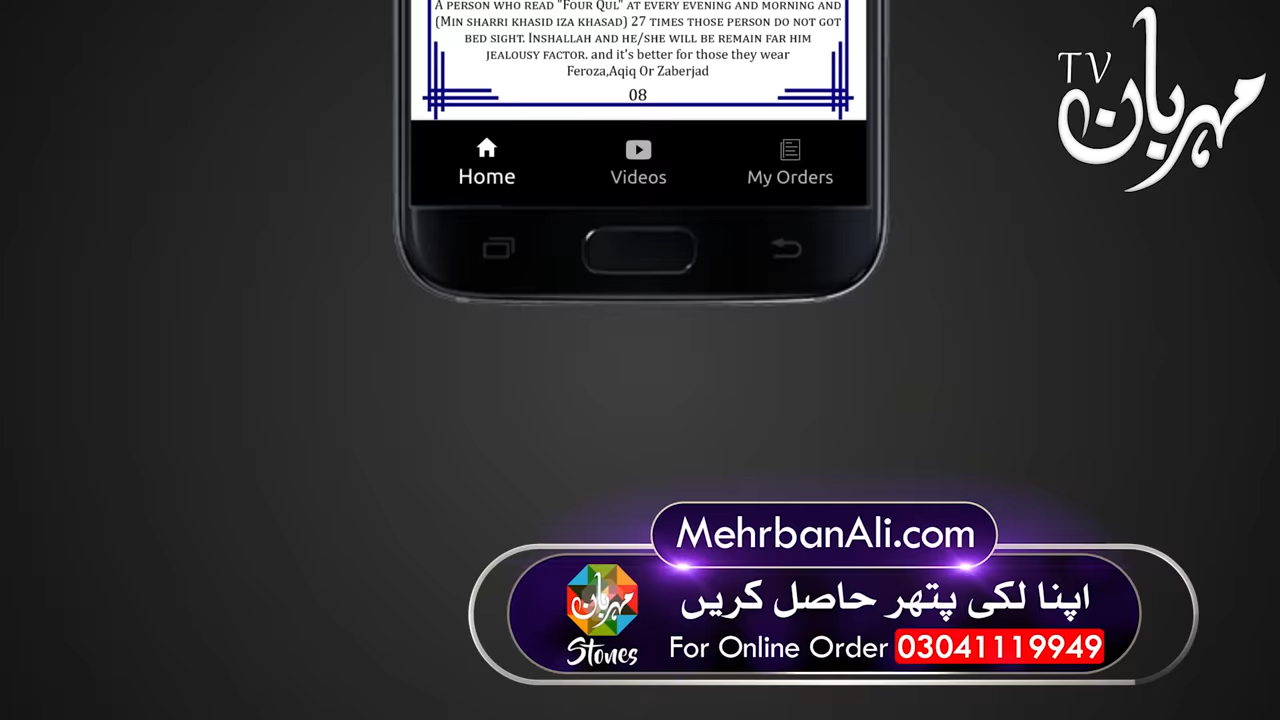 A PERSON WHO READ "FOUR QUL" AT EVERY EVENING AND MORNING AND
(MIN SHARRI KHASID IZA KHASAD) 27 TIMES THOSE PERSON DO NOT GOT
BED SIGHT. INSHALLAH AND HE/SHE WILL BE REMAIN FAR HIM
JEALOUSY FACTOR. and it's better for those they wear
Feroza,Aqiq Or Zaberjad
08
Home
Videos
My Orders
TV
مہربان
MehrbanAli.com
اپنا لکی پتھر حاصل کریں
مہربان
Stones
For Online Order 03041119949